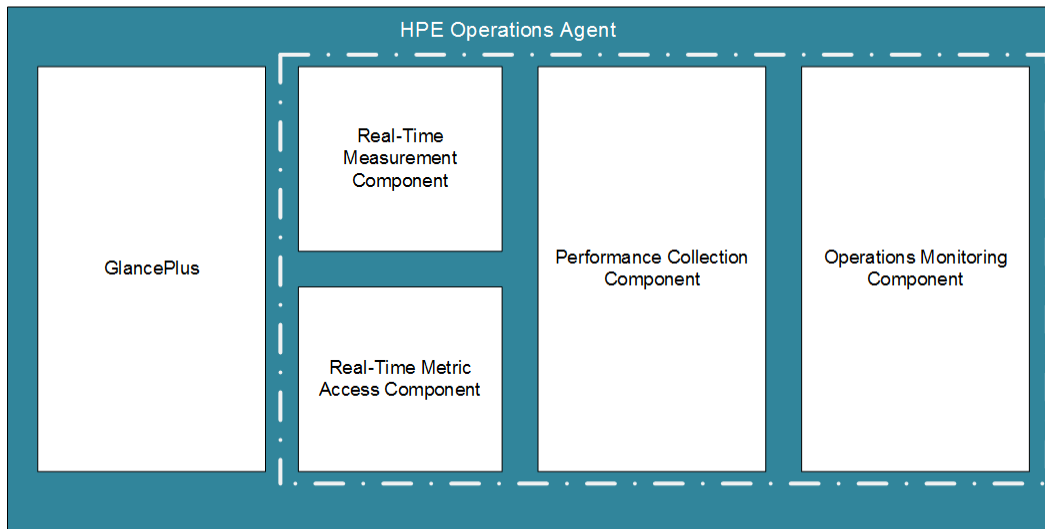 HPE Operations Agent
GlancePlus
Real-Time
Measurement
Component
Real-Time Metric
Access Component
Performance Collection
Component
Operations Monitoring
Component